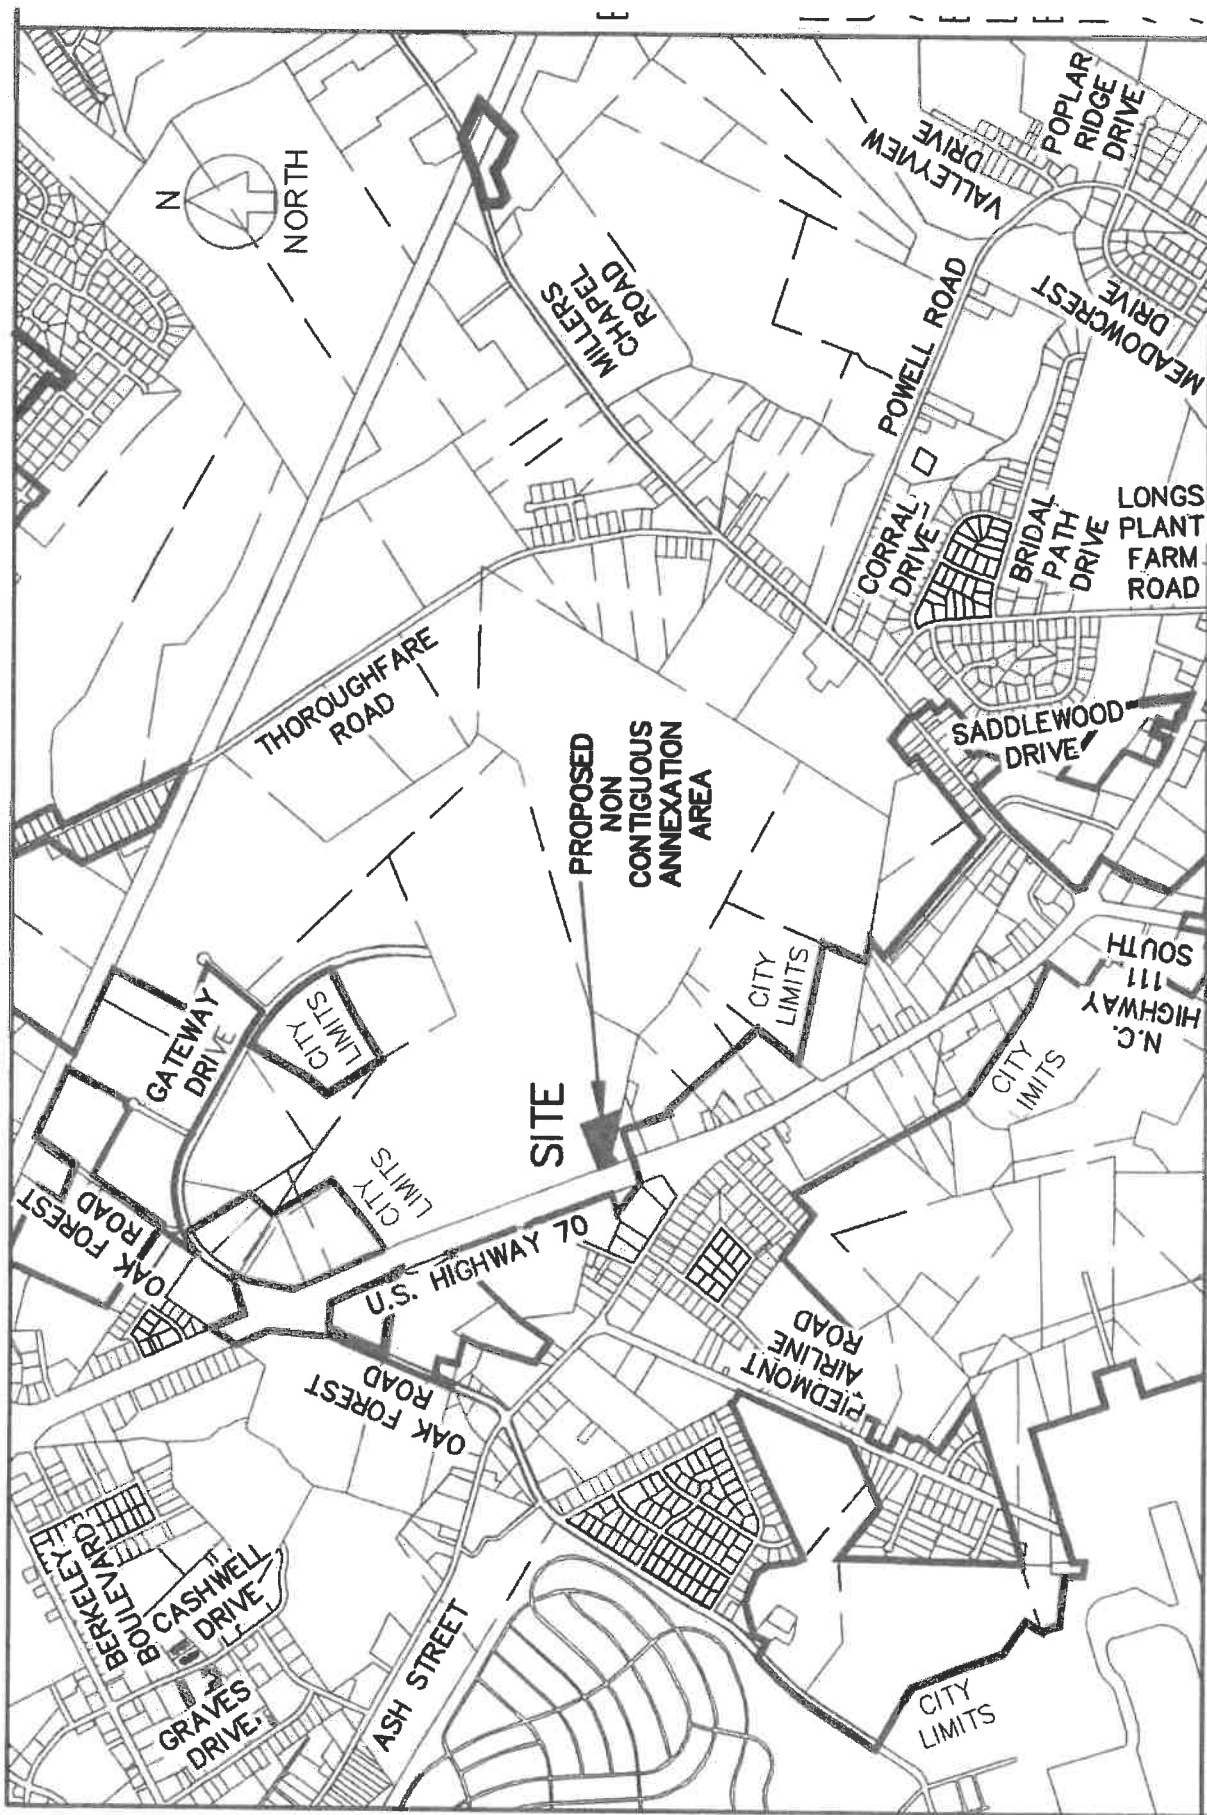 N
NORTH
POPLAR
RIDGE
DRIVE
VALLEYVIEW
DRIVE
MILLERS
CHAPEL
ROAD
POWELL ROAD
MEADOWCREST
DRIVE
CORRAL
DRIVE
BRIDAL
PATH
DRIVE
LONGS
PLANT
FARM
ROAD
THOROUGHFARE
ROAD
SADDLEWOOD
DRIVE
PROPOSED
NON
CONTIGUOUS
ANNEXATION
AREA
GATEWAY
DRIVE
CITY
LIMITS
CITY
LIMITS
N.C.
HIGHWAY
111
SOUTH
CITY
IMITS
SITE
CITY
LIMITS
OAK FOREST
ROAD
U.S. HIGHWAY 70
OAK FOREST
ROAD
PIEDMONT
AIRLINE
ROAD
BERKELEY
BOULEVARD
CASHWELL
DRIVE
GRAVES
DRIVE
ASH STREET
CITY
LIMITS